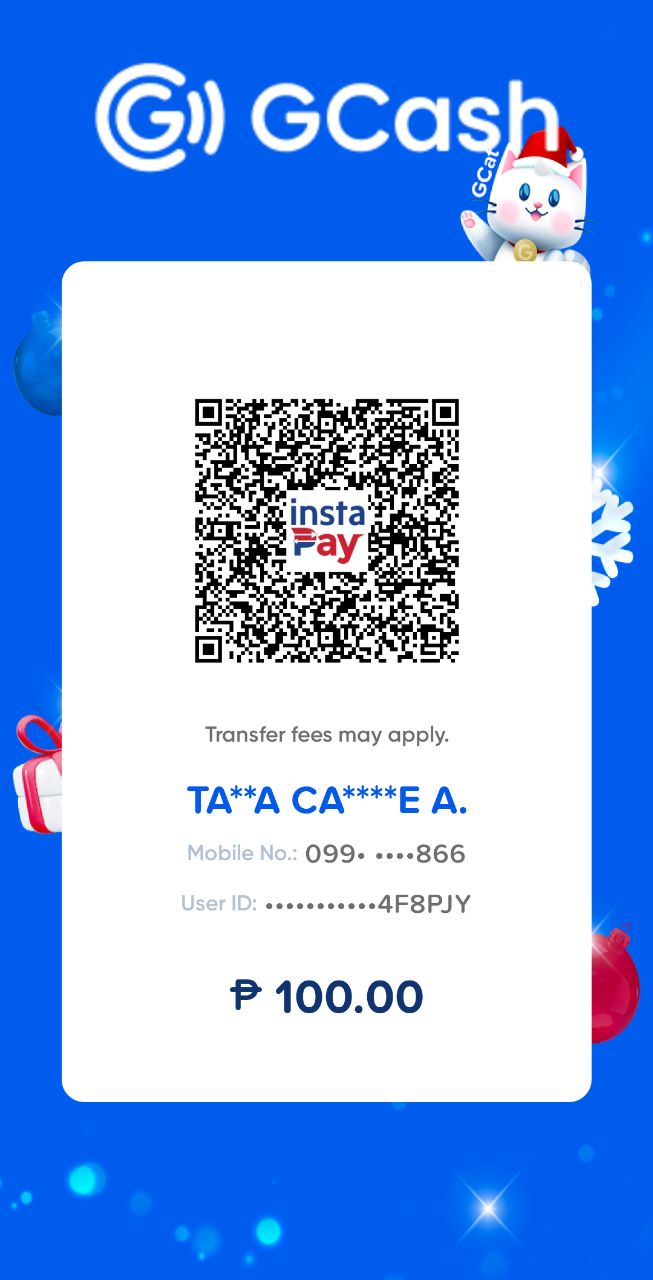 GCash
GCat
insta
Pay
Transfer fees may apply.
TA**A CA****E A.
Mobile No.: 099• ••••866
User ID: •••••••••••4F8PJY
₱ 100.00